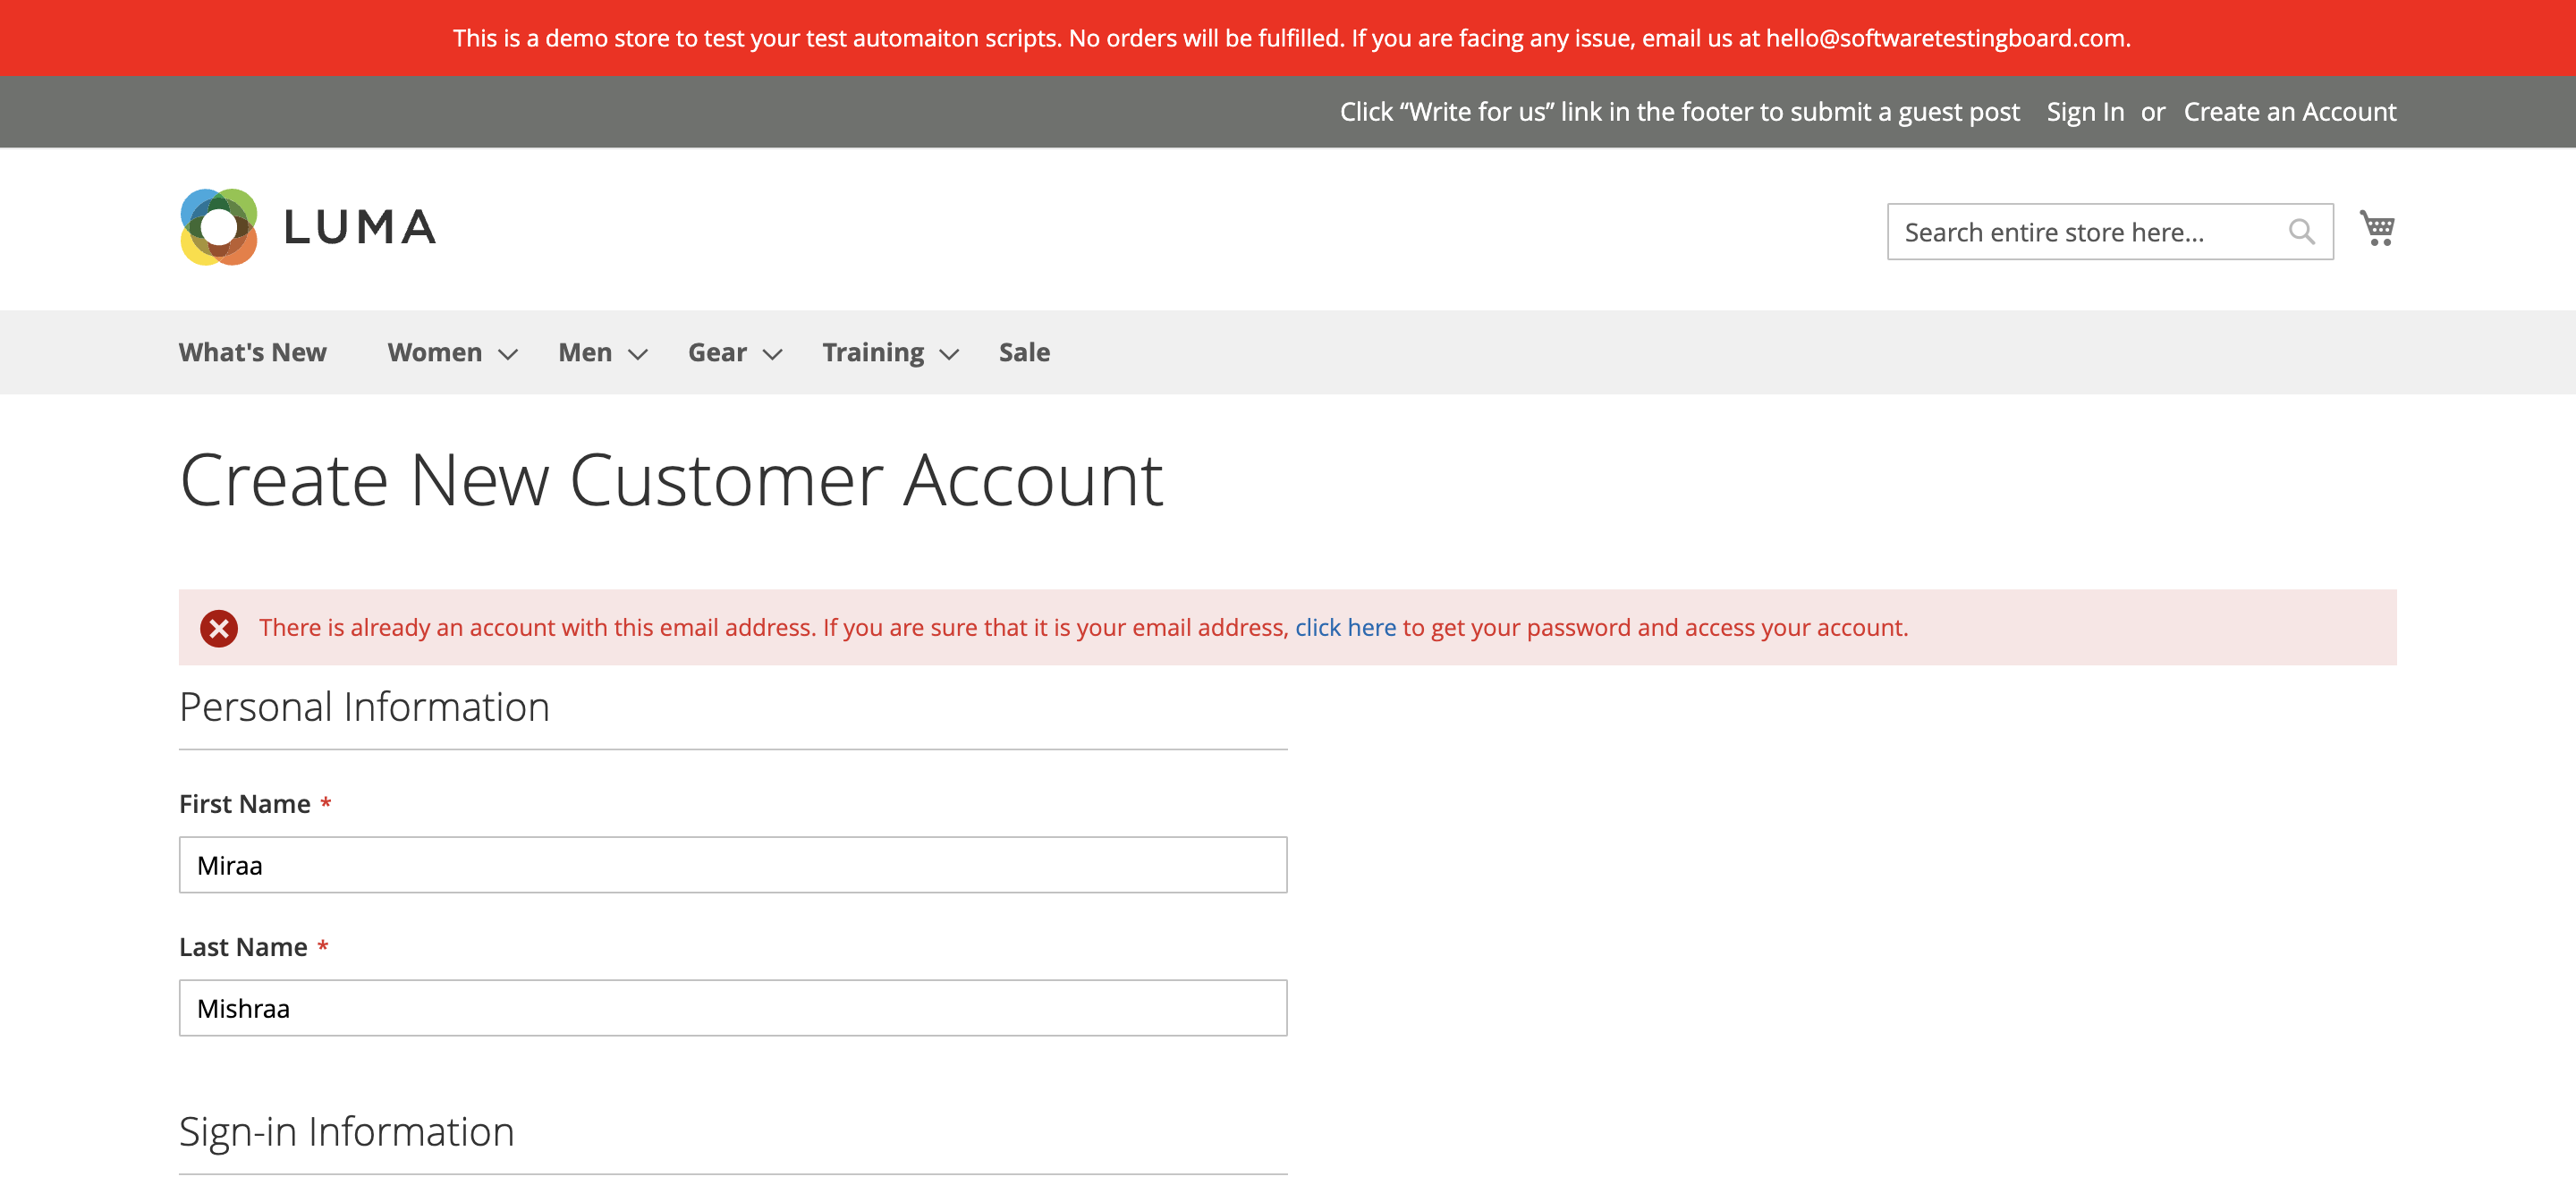 This is a demo store to test your test automaiton scripts. No orders will be fulfilled. If you are facing any issue, email us at hello@softwaretestingboard.com.
Click “Write for us” link in the footer to submit a guest post Sign In or Create an Account
LUMA
Search entire store here...
What's New Women Men Gear Training Sale
Create New Customer Account
There is already an account with this email address. If you are sure that it is your email address, click here to get your password and access your account.
Personal Information
First Name *
Miraa
Last Name *
Mishraa
Sign-in Information